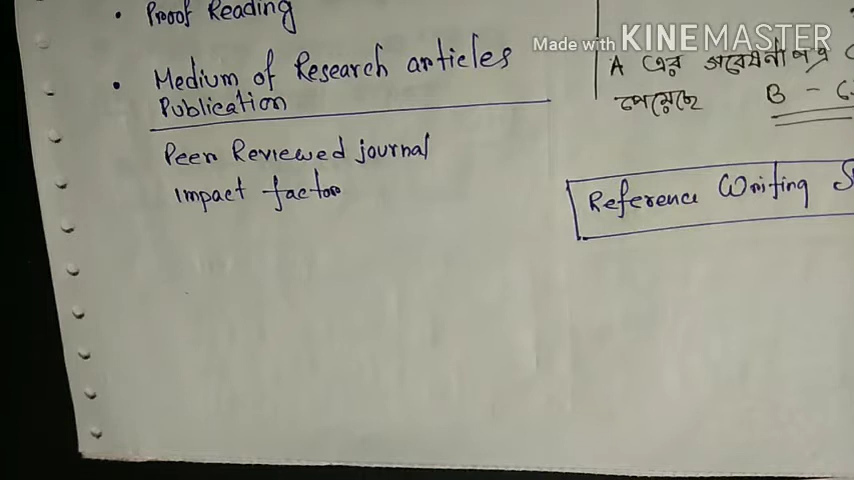 • Proof Reading
• Medium of Research articles
Publication
Peer Reviewed journal
Impact factor
Made with KINEMASTER
A এর গবেষনা পত্র
পেয়েছে B -
Reference Writing